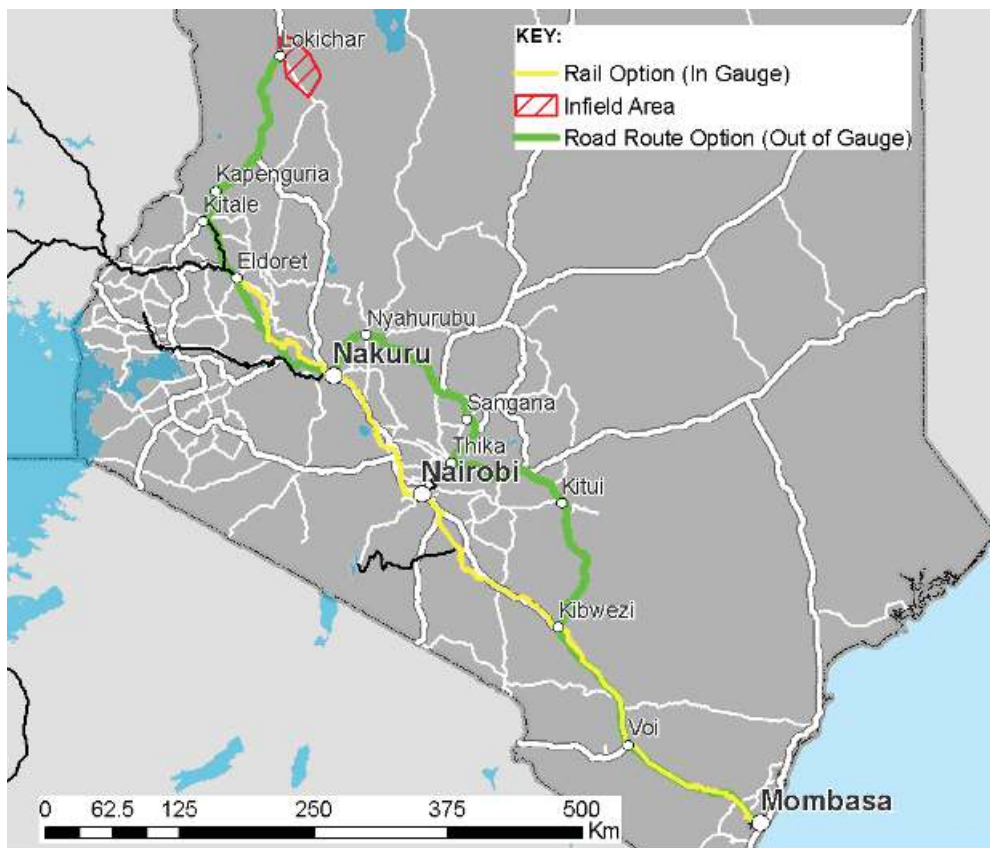 Lokichar
KEY:
Rail Option (In Gauge)
Infield Area
Road Route Option (Out of Gauge)
Kapenguria
Kitale
Eldoret
Nyahurubu
Nakuru
Sangana
Thika
Nairobi
Kitui
Kibwezi
Voi
Mombasa
0 62.5 125 250 375 500
Km